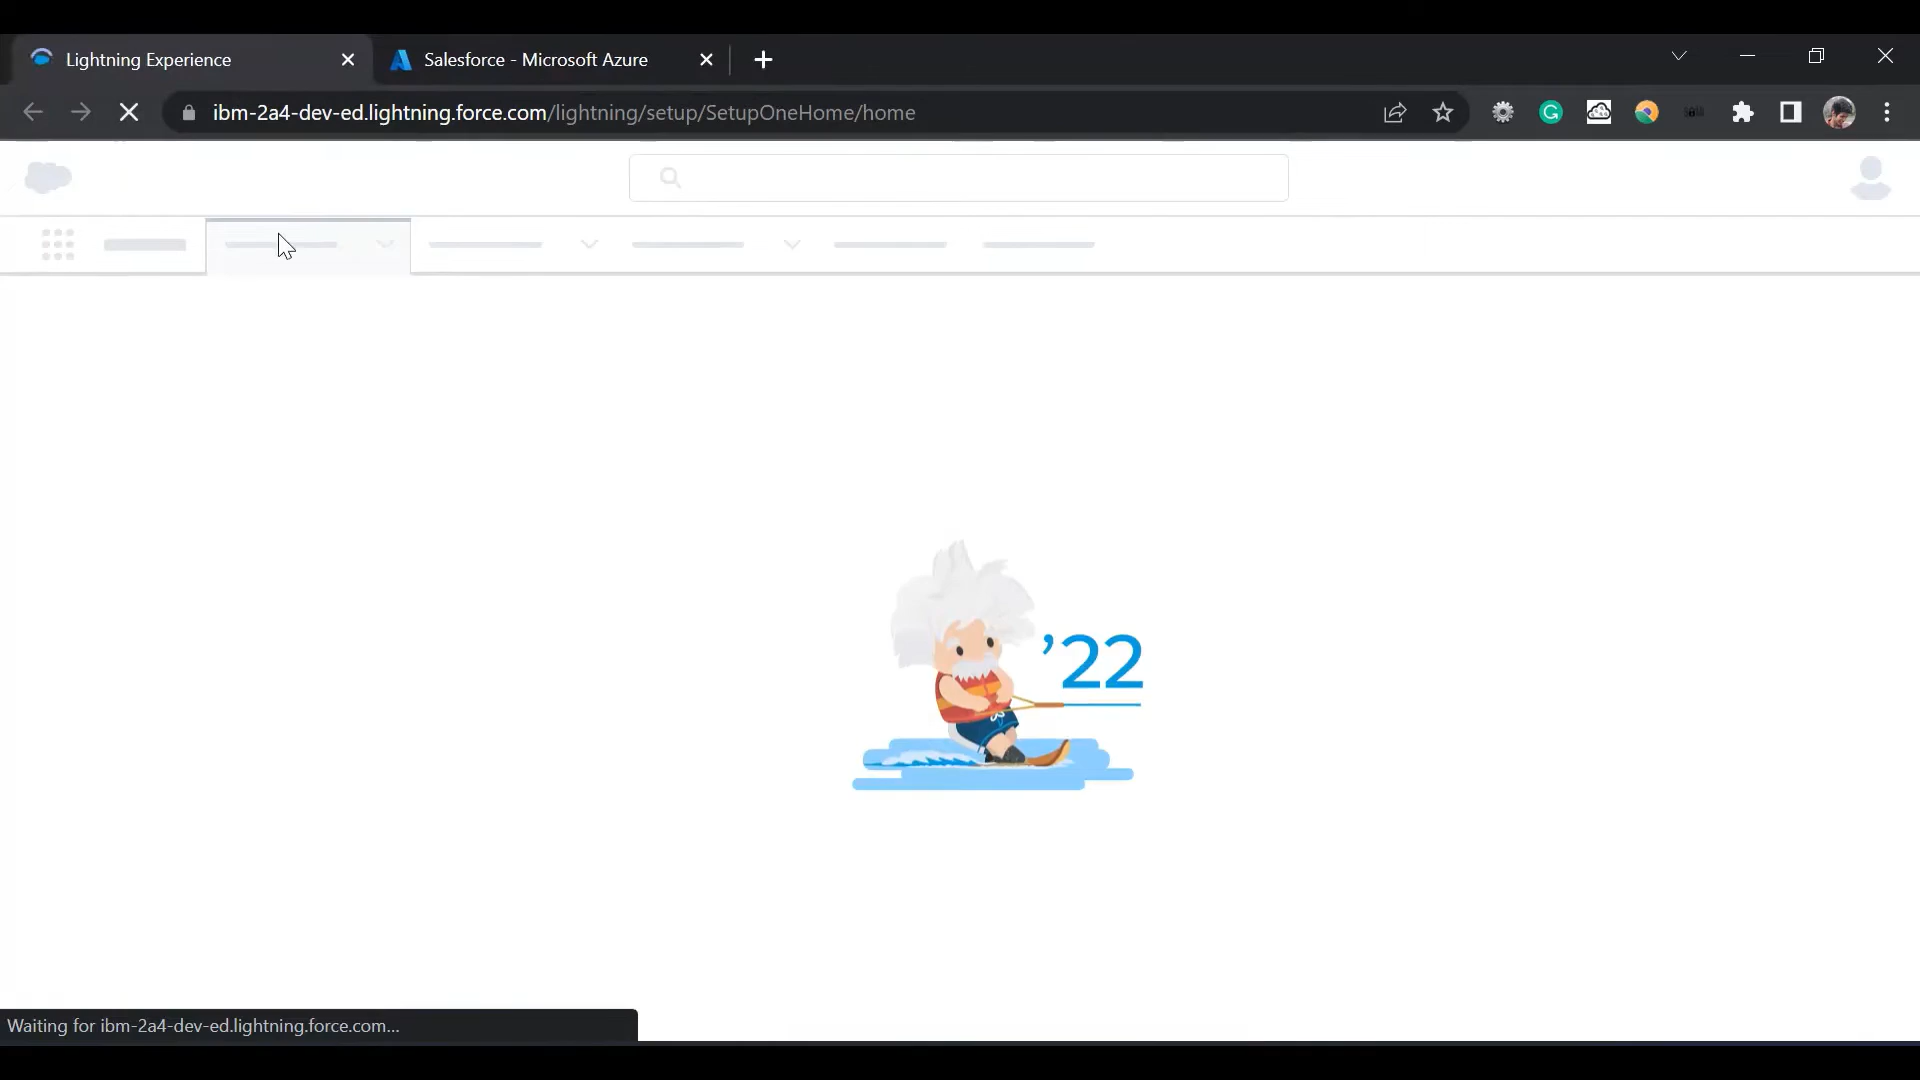 Lightning Experience
Salesforce - Microsoft Azure
ibm-2a4-dev-ed.lightning.force.com/lightning/setup/SetupOneHome/home
’22
Waiting for ibm-2a4-dev-ed.lightning.force.com...